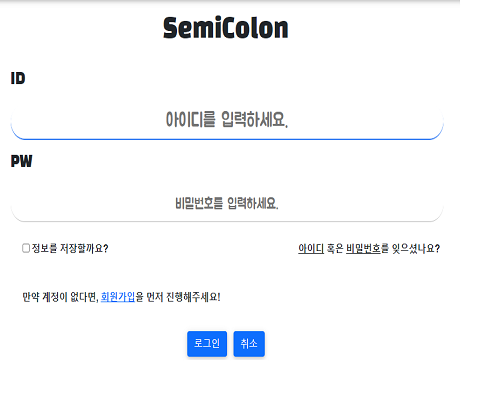 SemiColon
ID
아이디를 입력하세요.
PW
비밀번호를 입력하세요.
정보를 저장할까요? 아이디 혹은 비밀번호를 잊으셨나요?
만약 계정이 없다면, 회원가입을 먼저 진행해주세요!
로그인 취소